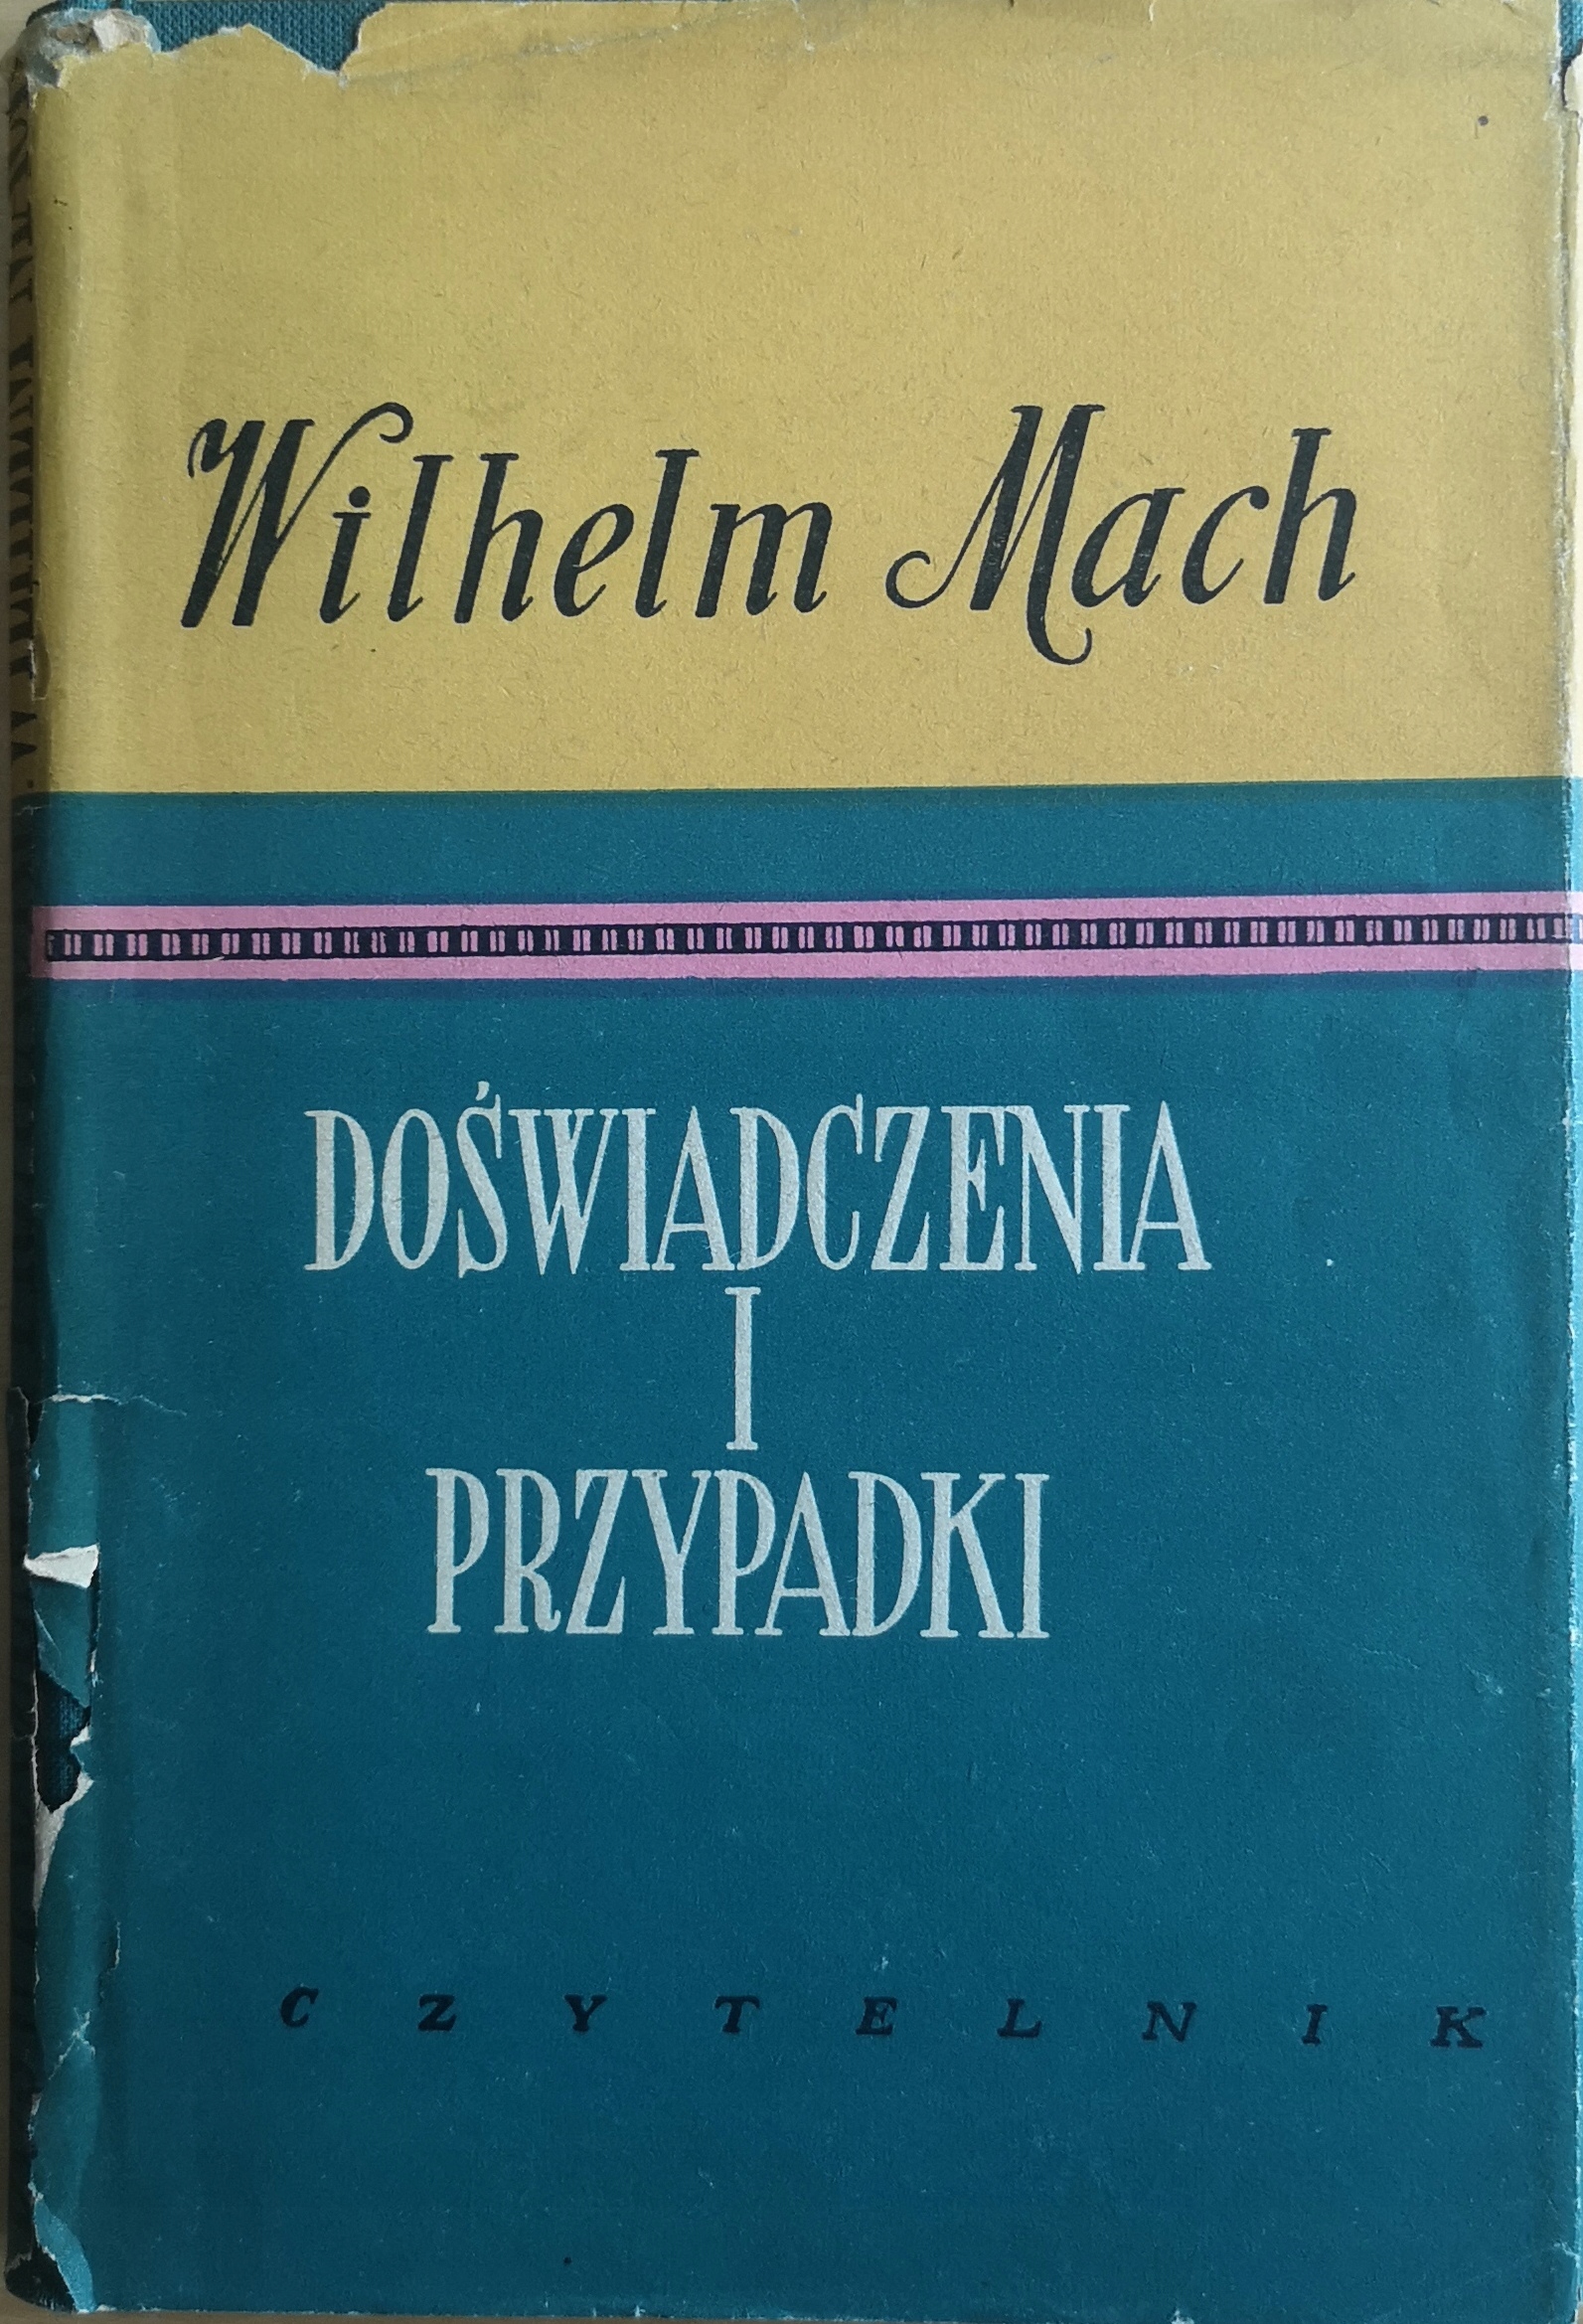 Wilhelm Mach
DOŚWIADCZENIA
I
PRZYPADKI
CZYTELNIK